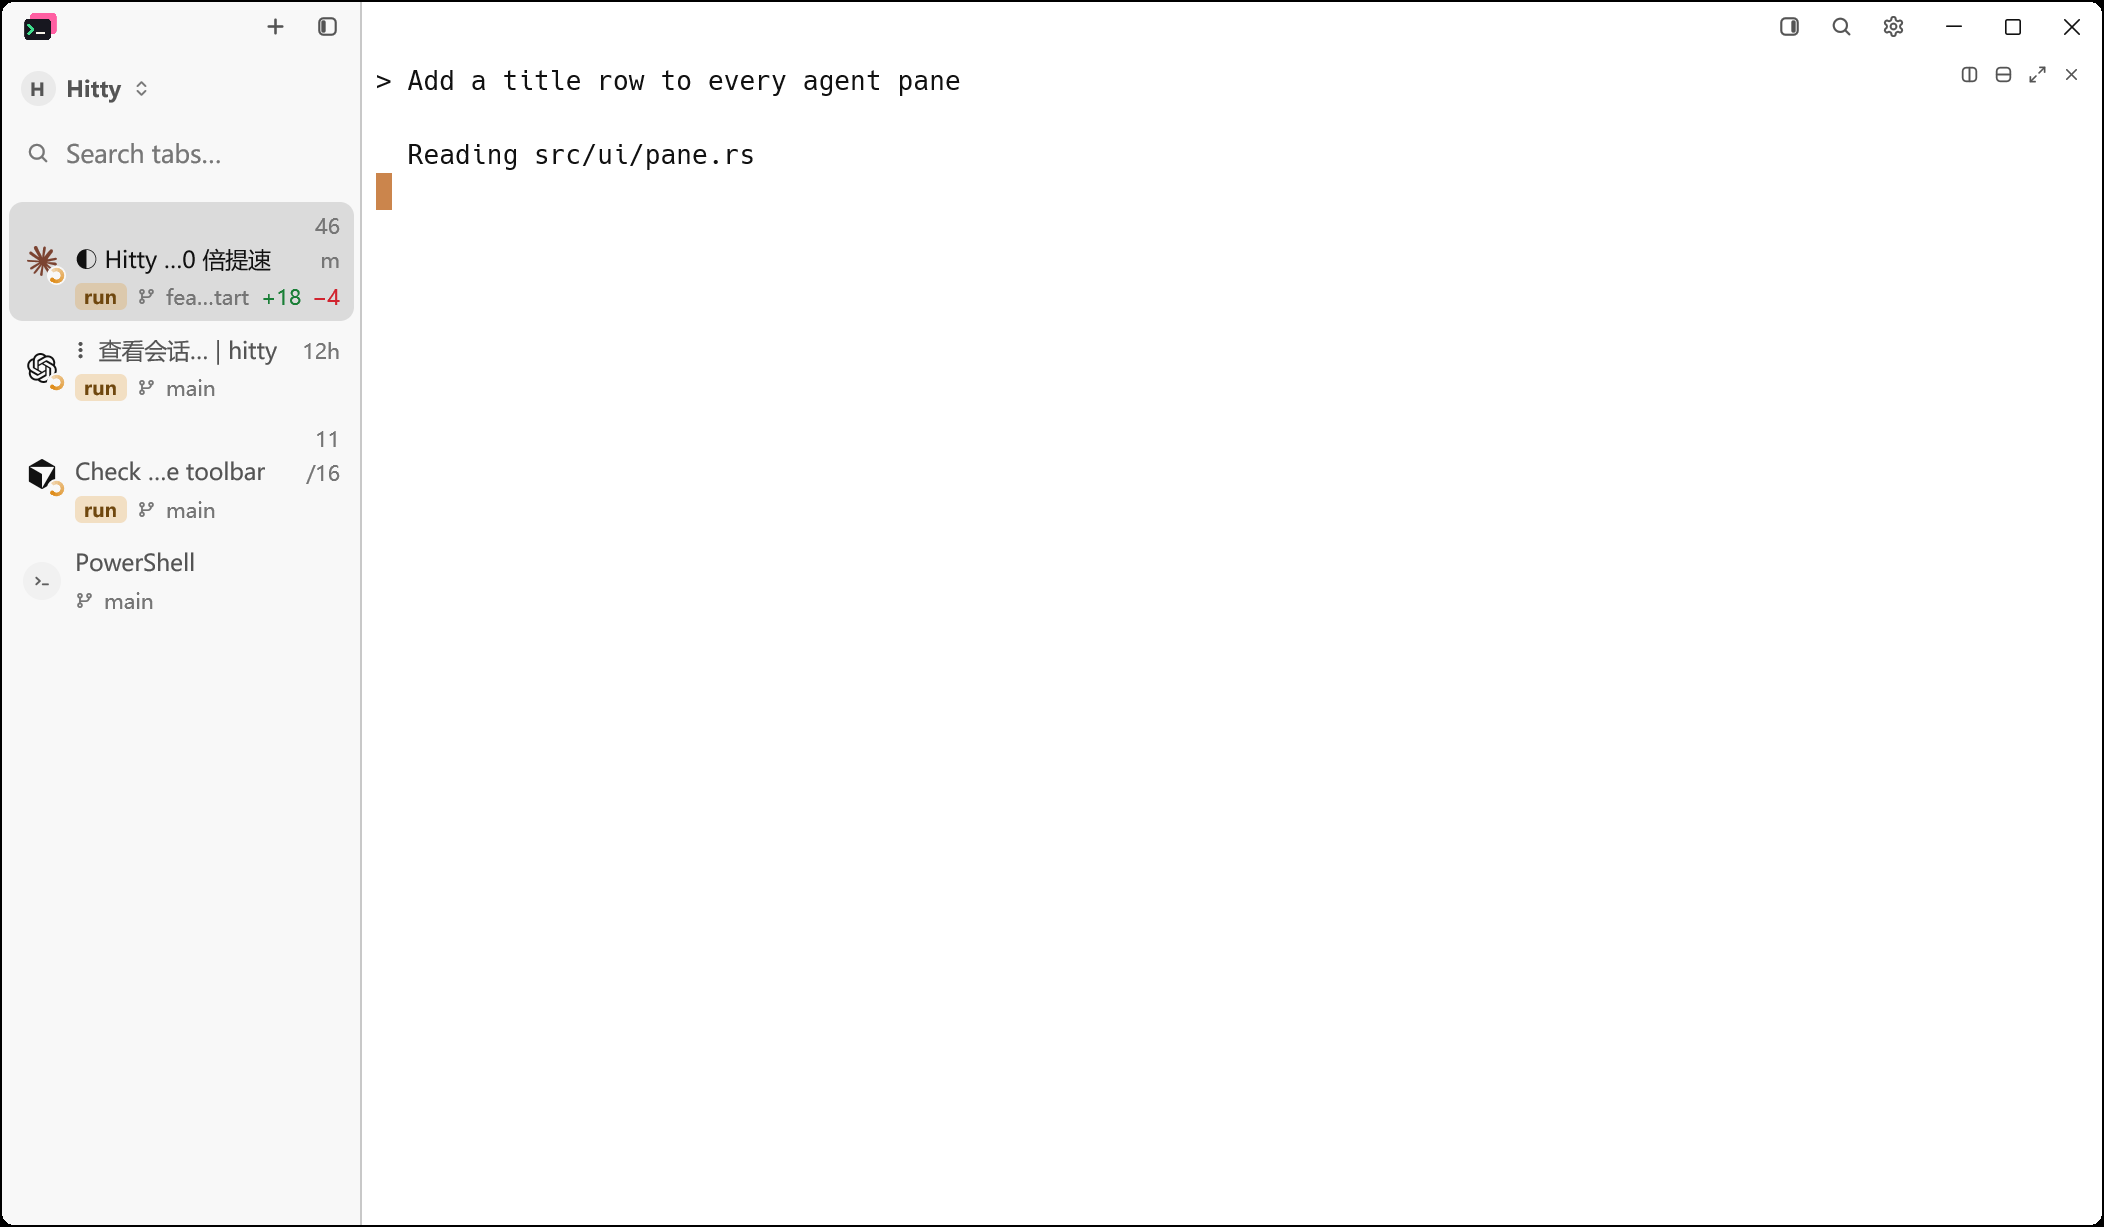 H Hitty
Search tabs...
46
m
Hitty ...0 倍提速
run fea...tart +18 −4
查看会话... | hitty 12h
run main
11
/16
Check ...e toolbar
run main
PowerShell
main
> Add a title row to every agent pane
Reading src/ui/pane.rs